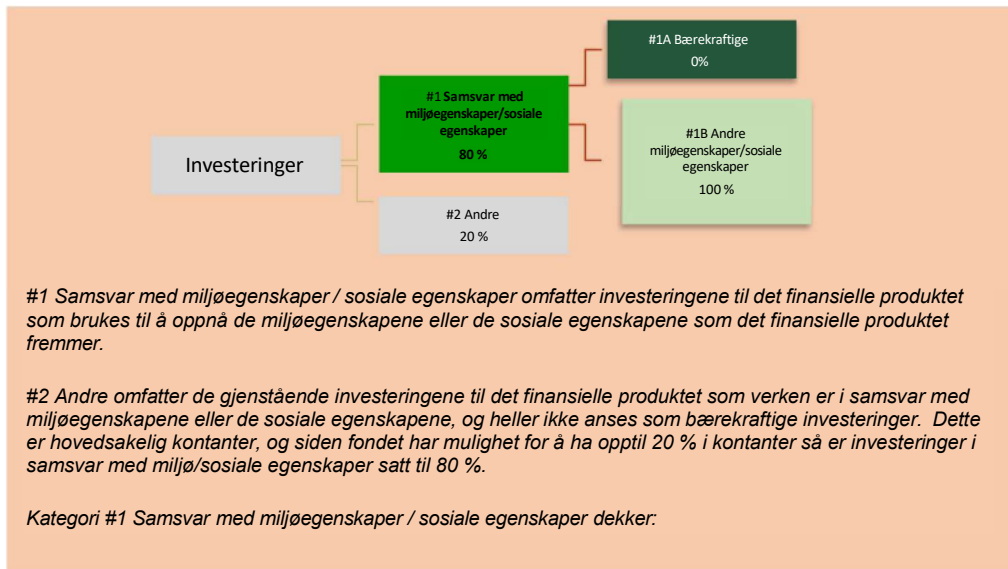 #1A Bærekraftige
0%
#1 Samsvar med
miljøegenskaper/sosiale
egenskaper
80 %
#1B Andre
miljøegenskaper/sosiale
egenskaper
100 %
Investeringer
#2 Andre
20 %
#1 Samsvar med miljøegenskaper / sosiale egenskaper omfatter investeringene til det finansielle produktet
som brukes til å oppnå de miljøegenskapene eller de sosiale egenskapene som det finansielle produktet
fremmer.
#2 Andre omfatter de gjenstående investeringene til det finansielle produktet som verken er i samsvar med
miljøegenskapene eller de sosiale egenskapene, og heller ikke anses som bærekraftige investeringer. Dette
er hovedsakelig kontanter, og siden fondet har mulighet for å ha opptil 20 % i kontanter så er investeringer i
samsvar med miljø/sosiale egenskaper satt til 80 %.
Kategori #1 Samsvar med miljøegenskaper / sosiale egenskaper dekker: